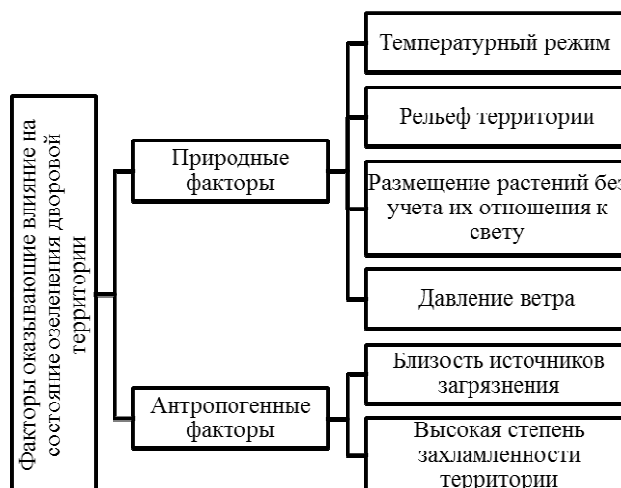 Факторы оказывающие влияние на
состояние озеленения дворовой
территории
Природные
факторы
Температурный режим
Рельеф территории
Размещение растений без
учета их отношения к
свету
Давление ветра
Антропогенные
факторы
Близость источников
загрязнения
Высокая степень
захламленности
территории